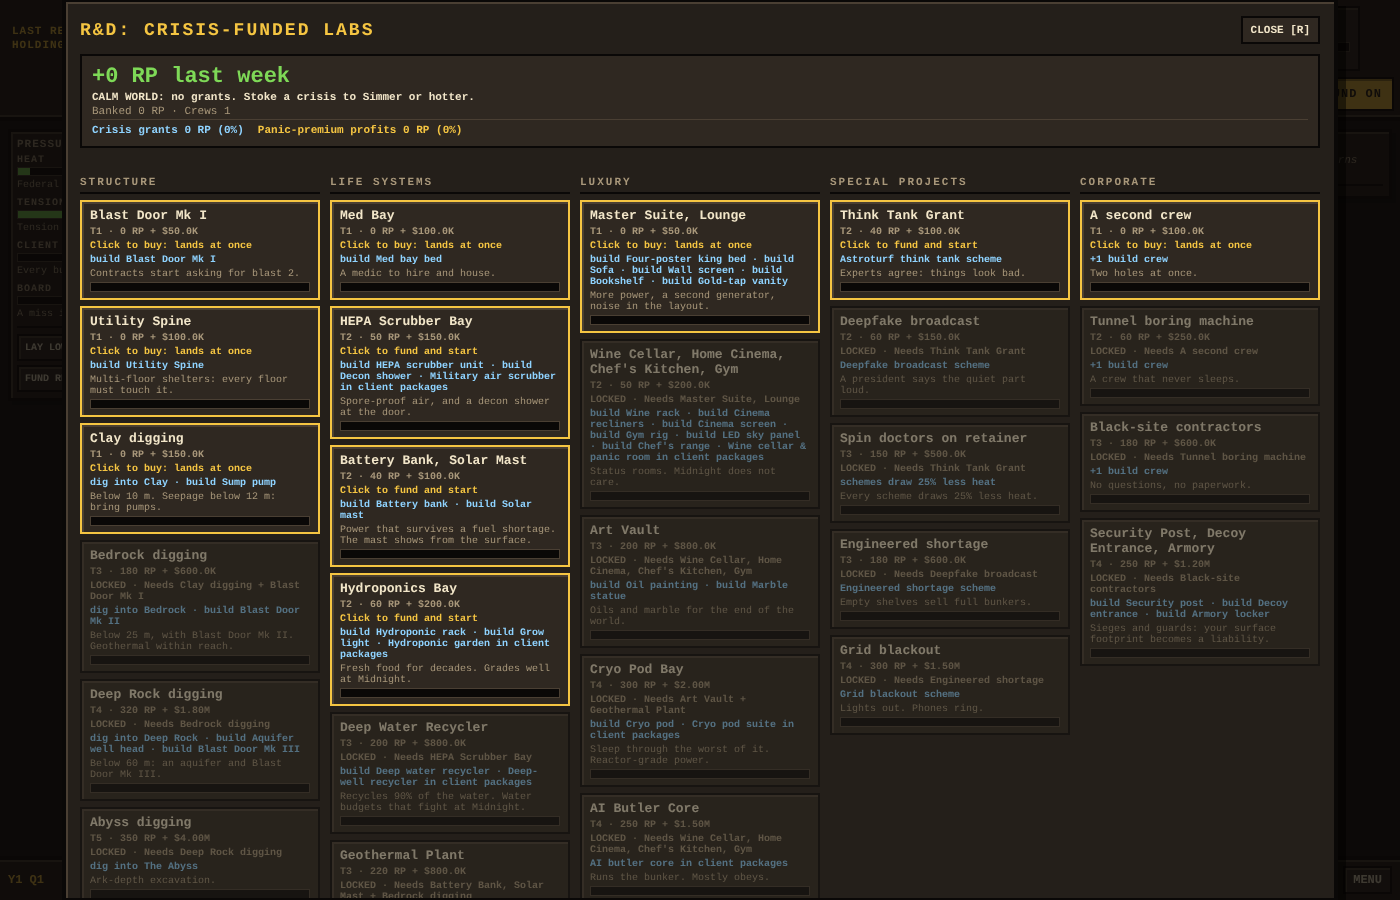 R&D: CRISIS-FUNDED LABS
CLOSE [R]
+0 RP last week
CALM WORLD: no grants. Stoke a crisis to Simmer or hotter.
Banked 0 RP · Crews 1
Crisis grants 0 RP (0%)  Panic-premium profits 0 RP (0%)
STRUCTURE
Blast Door Mk I
T1 · 0 RP + $50.0K
Click to buy: lands at once
build Blast Door Mk I
Contracts start asking for blast 2.
Utility Spine
T1 · 0 RP + $100.0K
Click to buy: lands at once
build Utility Spine
Multi-floor shelters: every floor
must touch it.
Clay digging
T1 · 0 RP + $150.0K
Click to buy: lands at once
dig into Clay · build Sump pump
Below 10 m. Seepage below 12 m:
bring pumps.
Bedrock digging
T3 · 180 RP + $600.0K
LOCKED · Needs Clay digging + Blast
Door Mk I
dig into Bedrock · build Blast Door
Mk II
Below 25 m, with Blast Door Mk II.
Geothermal within reach.
Deep Rock digging
T4 · 320 RP + $1.80M
LOCKED · Needs Bedrock digging
dig into Deep Rock · build Aquifer
well head · build Blast Door Mk III
Below 60 m: an aquifer and Blast
Door Mk III.
Abyss digging
T5 · 350 RP + $4.00M
LOCKED · Needs Deep Rock digging
dig into The Abyss
Ark-depth excavation.
LIFE SYSTEMS
Med Bay
T1 · 0 RP + $100.0K
Click to buy: lands at once
build Med bay bed
A medic to hire and house.
HEPA Scrubber Bay
T2 · 50 RP + $150.0K
Click to fund and start
build HEPA scrubber unit · build
Decon shower · Military air scrubber
in client packages
Spore-proof air, and a decon shower
at the door.
Battery Bank, Solar Mast
T2 · 40 RP + $100.0K
Click to fund and start
build Battery bank · build Solar
mast
Power that survives a fuel shortage.
The mast shows from the surface.
Hydroponics Bay
T2 · 60 RP + $200.0K
Click to fund and start
build Hydroponic rack · build Grow
light · Hydroponic garden in client
packages
Fresh food for decades. Grades well
at Midnight.
Deep Water Recycler
T3 · 200 RP + $800.0K
LOCKED · Needs HEPA Scrubber Bay
build Deep water recycler · Deep-
well recycler in client packages
Recycles 90% of the water. Water
budgets that fight at Midnight.
Geothermal Plant
T3 · 220 RP + $800.0K
LOCKED · Needs Battery Bank, Solar
Mast + Bedrock digging
LUXURY
Master Suite, Lounge
T1 · 0 RP + $50.0K
Click to buy: lands at once
build Four-poster king bed · build
Sofa · build Wall screen · build
Bookshelf · build Gold-tap vanity
More power, a second generator,
noise in the layout.
Wine Cellar, Home Cinema,
Chef's Kitchen, Gym
T2 · 50 RP + $200.0K
LOCKED · Needs Master Suite, Lounge
build Wine rack · build Cinema
recliners · build Cinema screen ·
build Gym rig · build LED sky panel
· build Chef's range · Wine cellar &
panic room in client packages
Status rooms. Midnight does not
care.
Art Vault
T3 · 200 RP + $800.0K
LOCKED · Needs Wine Cellar, Home
Cinema, Chef's Kitchen, Gym
build Oil painting · build Marble
statue
Oils and marble for the end of the
world.
Cryo Pod Bay
T4 · 300 RP + $2.00M
LOCKED · Needs Art Vault +
Geothermal Plant
build Cryo pod · Cryo pod suite in
client packages
Sleep through the worst of it.
Reactor-grade power.
AI Butler Core
T4 · 250 RP + $1.50M
LOCKED · Needs Wine Cellar, Home
Cinema, Chef's Kitchen, Gym
AI butler core in client packages
Runs the bunker. Mostly obeys.
SPECIAL PROJECTS
Think Tank Grant
T2 · 40 RP + $100.0K
Click to fund and start
Astroturf think tank scheme
Experts agree: things look bad.
Deepfake broadcast
T2 · 60 RP + $150.0K
LOCKED · Needs Think Tank Grant
Deepfake broadcast scheme
A president says the quiet part
loud.
Spin doctors on retainer
T3 · 150 RP + $500.0K
LOCKED · Needs Think Tank Grant
schemes draw 25% less heat
Every scheme draws 25% less heat.
Engineered shortage
T3 · 180 RP + $600.0K
LOCKED · Needs Deepfake broadcast
Engineered shortage scheme
Empty shelves sell full bunkers.
Grid blackout
T4 · 300 RP + $1.50M
LOCKED · Needs Engineered shortage
Grid blackout scheme
Lights out. Phones ring.
CORPORATE
A second crew
T1 · 0 RP + $100.0K
Click to buy: lands at once
+1 build crew
Two holes at once.
Tunnel boring machine
T2 · 60 RP + $250.0K
LOCKED · Needs A second crew
+1 build crew
A crew that never sleeps.
Black-site contractors
T3 · 180 RP + $600.0K
LOCKED · Needs Tunnel boring machine
+1 build crew
No questions, no paperwork.
Security Post, Decoy
Entrance, Armory
T4 · 250 RP + $1.20M
LOCKED · Needs Black-site
contractors
build Security post · build Decoy
entrance · build Armory locker
Sieges and guards: your surface
footprint becomes a liability.
LAST
HOLDING
PRESSU
HEAT
Federal
TENSION
Tension
CLIENT
Every
BOARD
A miss
LAY LO
FUND R
Y1 Q1
ND ON
rns
MENU